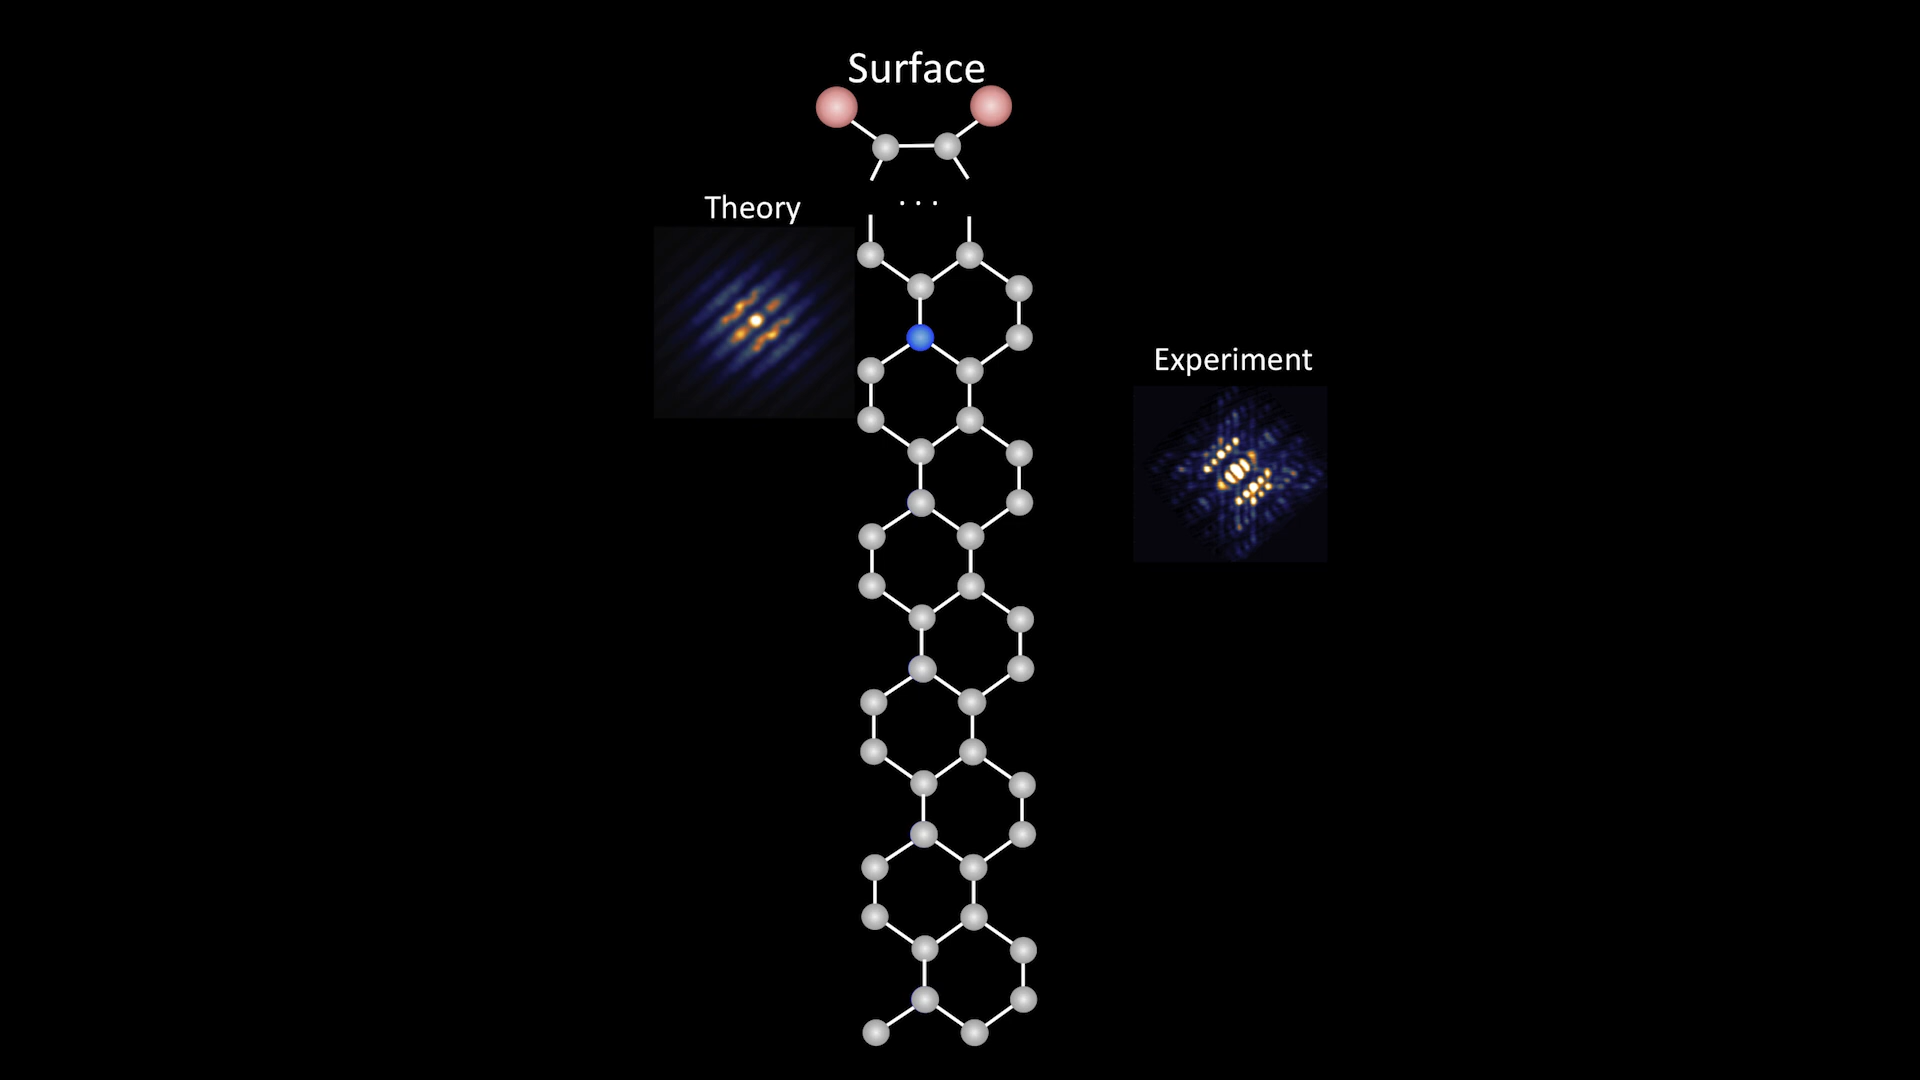 Surface
Theory
. . .
Experiment